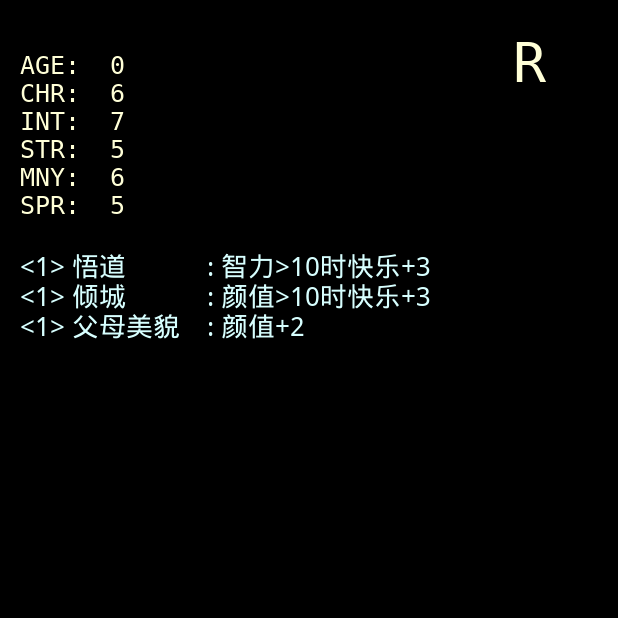 R
AGE: 0
CHR: 6
INT: 7
STR: 5
MNY: 6
SPR: 5
<1> 悟道 : 智力>10时快乐+3
<1> 倾城 : 颜值>10时快乐+3
<1> 父母美貌 : 颜值+2